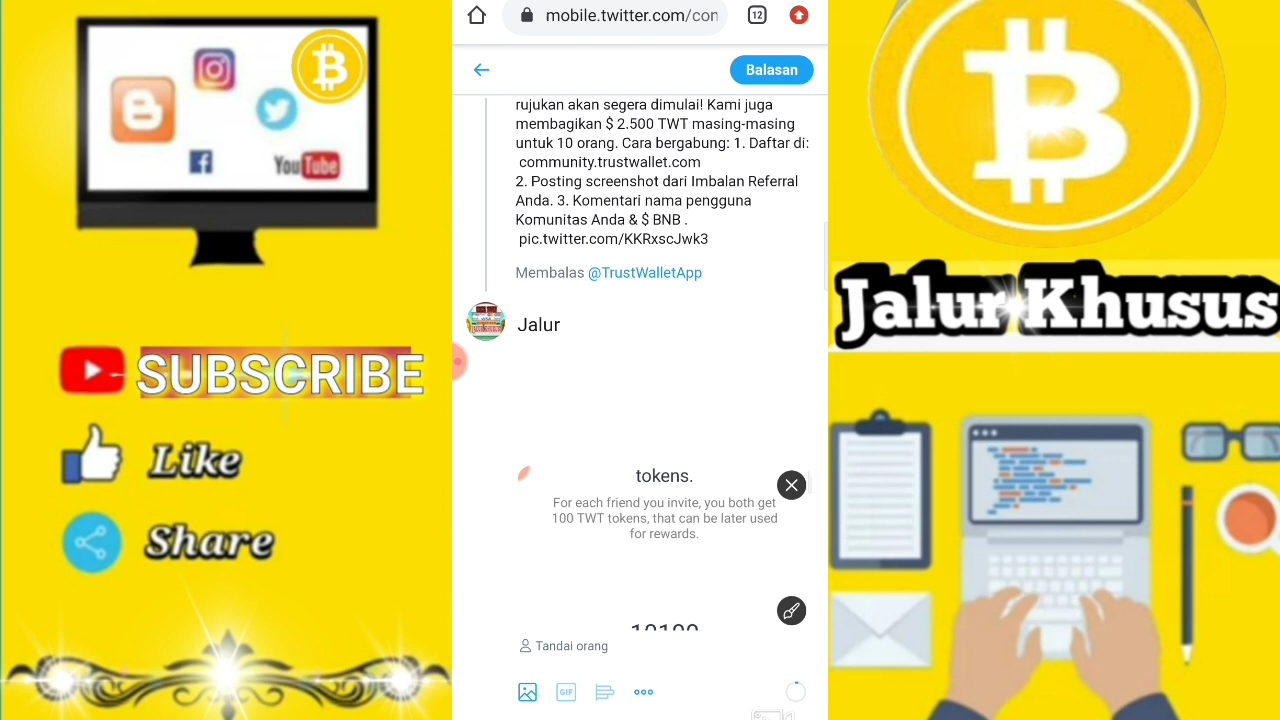 You Tube
SUBSCRIBE
Like
Share
mobile.twitter.com/con
12
Balasan
rujukan akan segera dimulai! Kami juga
membagikan $ 2.500 TWT masing-masing
untuk 10 orang. Cara bergabung: 1. Daftar di:
community.trustwallet.com
2. Posting screenshot dari Imbalan Referral
Anda. 3. Komentari nama pengguna
Komunitas Anda & $ BNB .
pic.twitter.com/KKRxscJwk3
Membalas @TrustWalletApp
Jalur
tokens.
For each friend you invite, you both get
100 TWT tokens, that can be later used
for rewards.
Tandai orang
GIF
Jalur Khusus